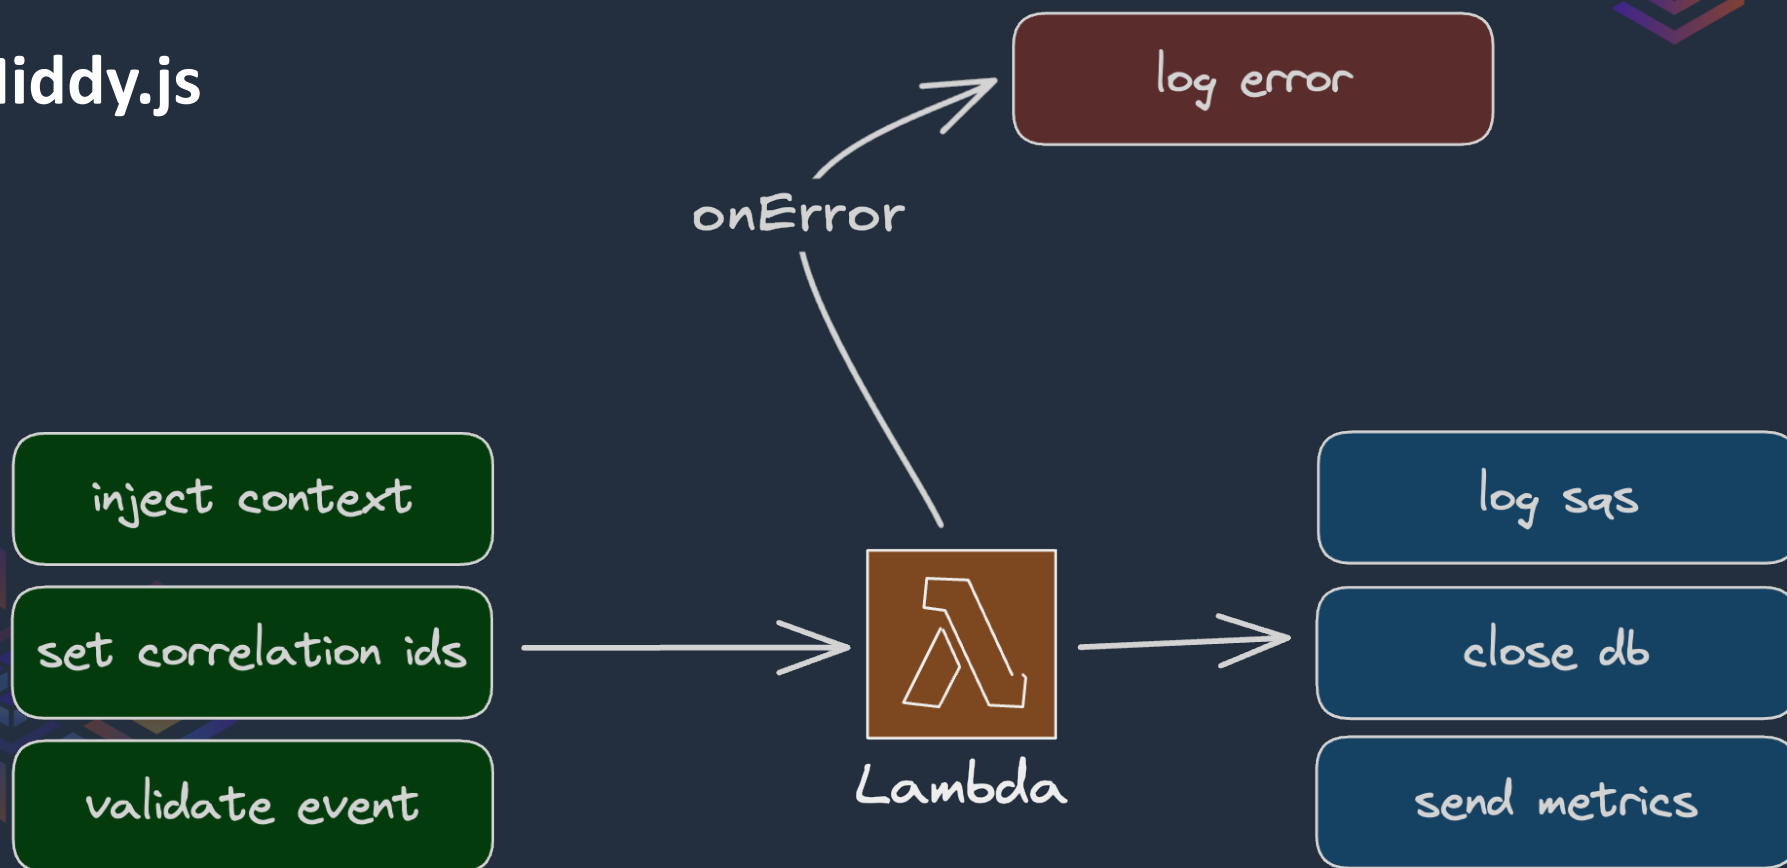 iddy.js
log error
onError
inject context
log sqs
set correlation ids
close db
Lambda
validate event
send metrics